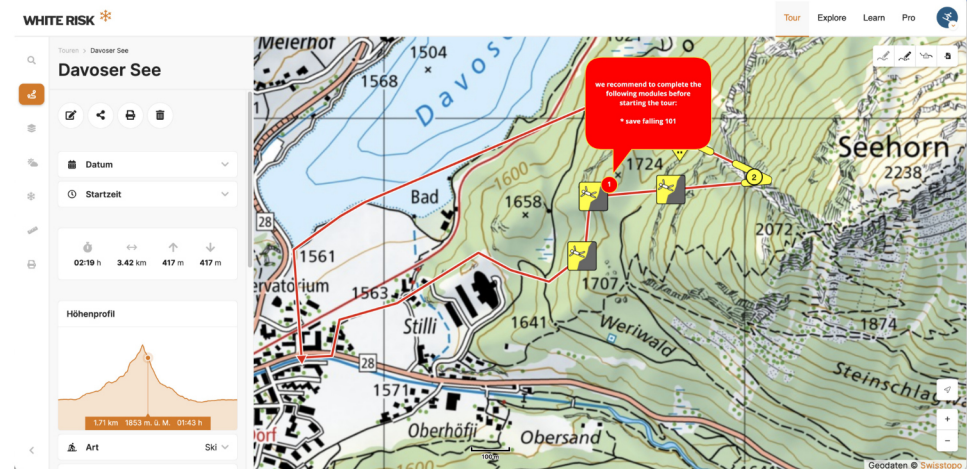 WHITE RISK
Tour
Explore
Learn
Pro
Touren > Davoser See
Davoser See
Datum
Startzeit
02:19 h
3.42 km
417 m
417 m
Höhenprofil
1.71 km 1853 m. ü. M. 01:43 h
Art
Ski
Meierhof
1504
1568
Davos
we recommend to complete the
following modules before
starting the tour:
* save falling 101
1724
Seehorn
2238
1600
Bad
1
2
1658
28
2072
1561
1563
1707
Stilli
1641
Weriwald
1874
28
Steinschlag
1571
Oberhöfji
Obersand
100 m
Geodaten © Swisstopo